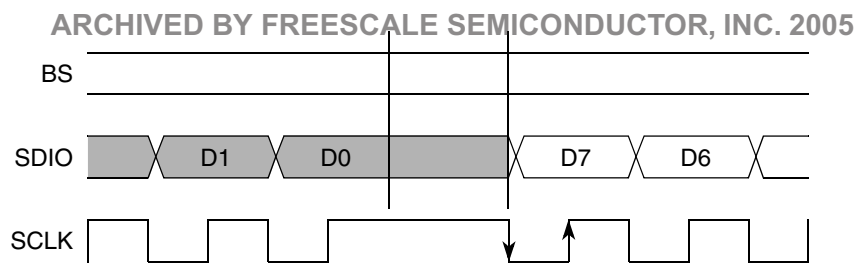 ARCHIVED BY FREESCALE SEMICONDUCTOR, INC. 2005
BS
SDIO D1 D0 D7 D6
SCLK